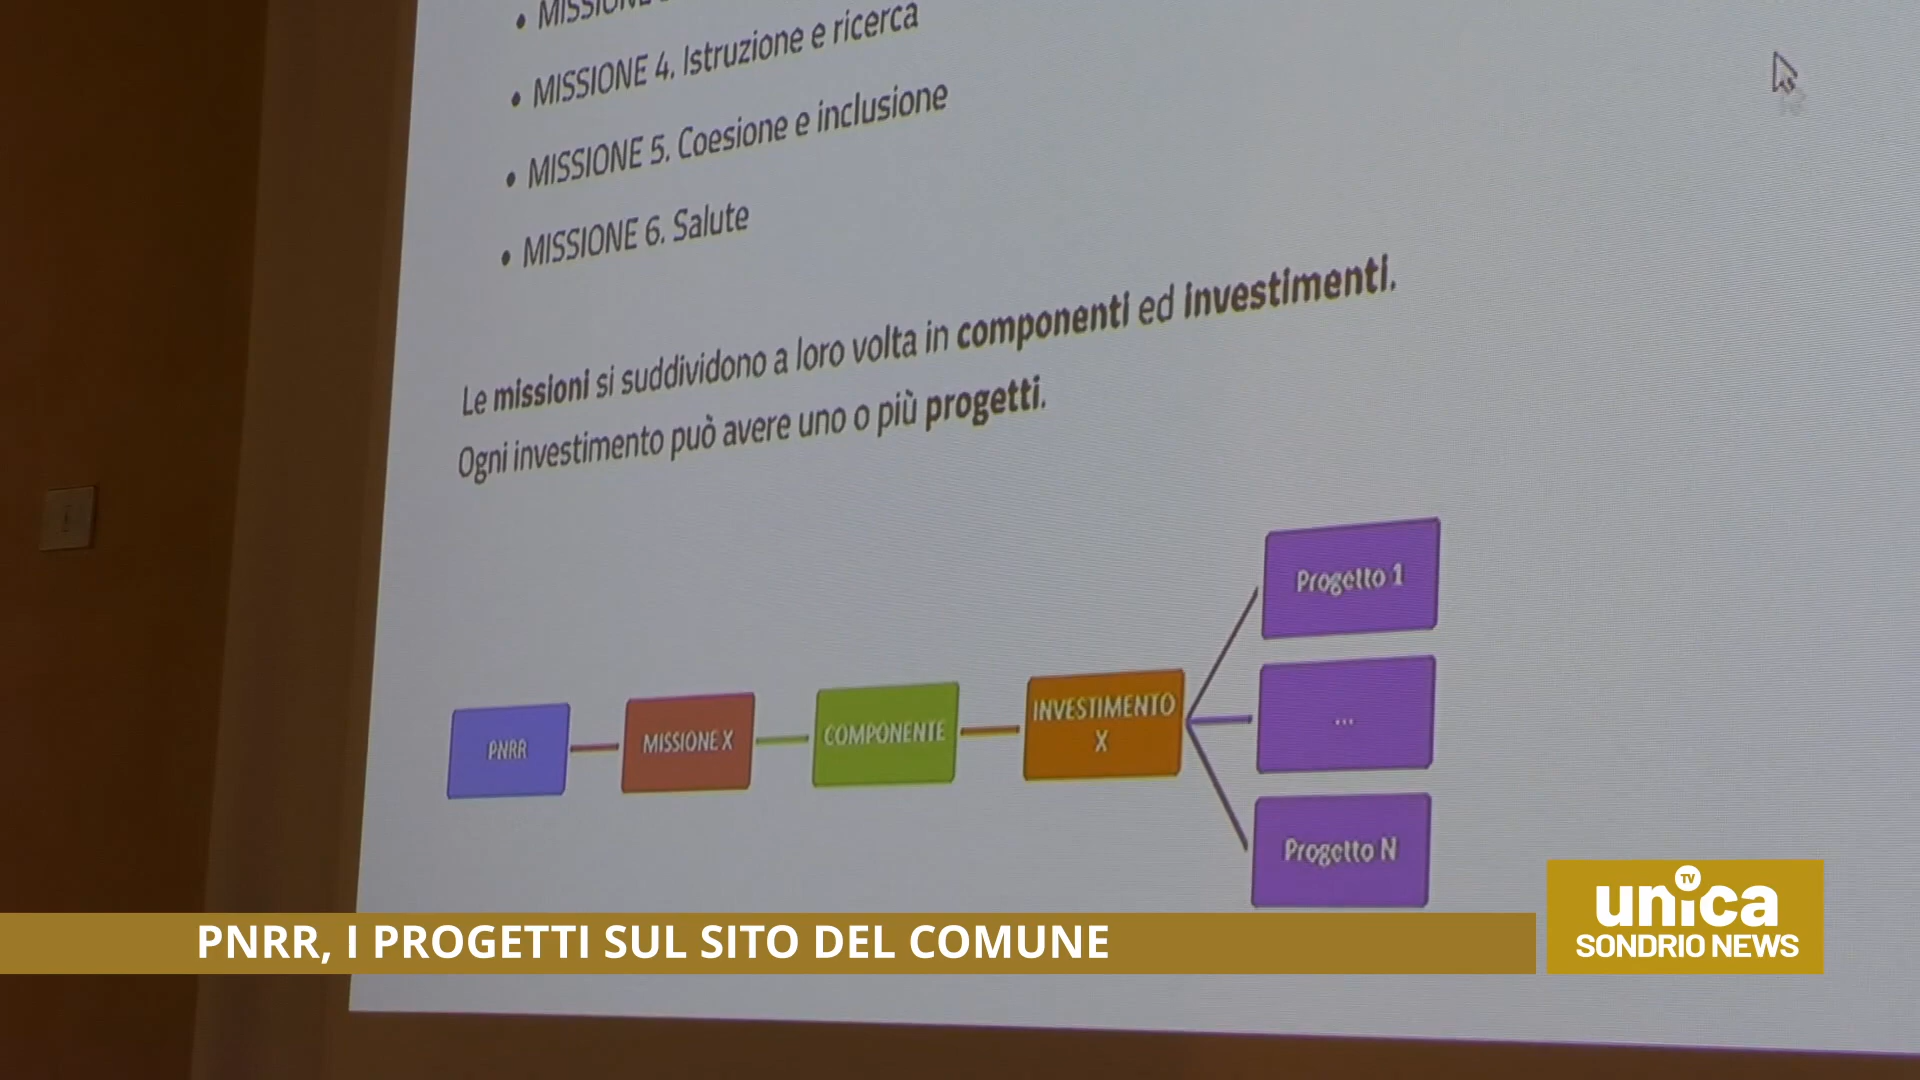 • MISSIONE
• MISSIONE 4. Istruzione e ricerca
• MISSIONE 5. Coesione e inclusione
• MISSIONE 6. Salute
Le missioni si suddividono a loro volta in componenti ed investimenti.
Ogni investimento può avere uno o più progetti.
PNRR
MISSIONE X
COMPONENTE
INVESTIMENTO
X
Progetto 1
...
Progetto N
PNRR, I PROGETTI SUL SITO DEL COMUNE
TV
unica
SONDRIO NEWS